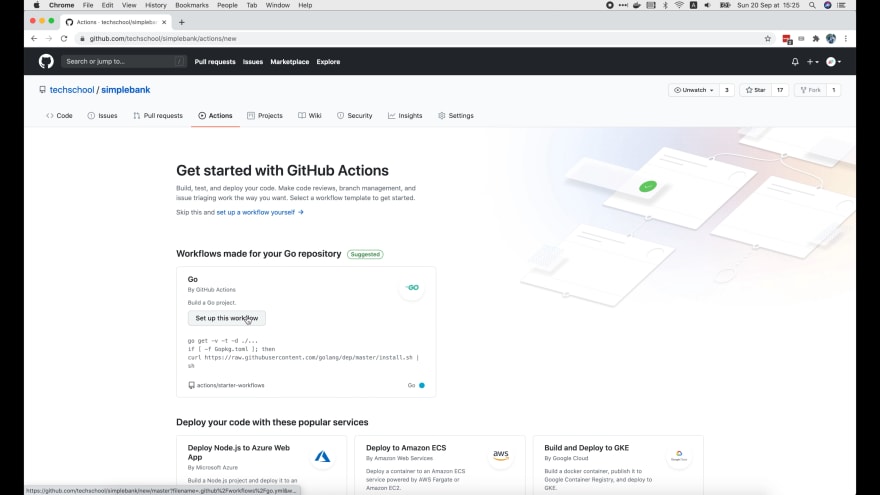 Chrome File Edit View History Bookmarks People Tab Window Help
Sun 20 Sep at 15:25
Actions · techschool/simplebank
github.com/techschool/simplebank/actions/new
Search or jump to... /
Pull requests Issues Marketplace Explore
techschool / simplebank
Unwatch 3 Star 17 Fork 1
Code Issues Pull requests Actions Projects Wiki Security Insights Settings
Get started with GitHub Actions
Build, test, and deploy your code. Make code reviews, branch management, and
issue triaging work the way you want. Select a workflow template to get started.
Skip this and set up a workflow yourself →
Workflows made for your Go repository Suggested
Go
By GitHub Actions
GO
Build a Go project.
Set up this workflow
go get -v -t -d ./...
if [ -f Gopkg.toml ]; then
curl https://raw.githubusercontent.com/golang/dep/master/install.sh |
sh
actions/starter-workflows Go
Deploy your code with these popular services
Deploy Node.js to Azure Web
App
By Microsoft Azure
Build a Node.js project and deploy it to an
Deploy to Amazon ECS
By Amazon Web Services
aws
Deploy a container to an Amazon ECS
service powered by AWS Fargate or
Amazon EC2.
Build and Deploy to GKE
By Google Cloud
Build a docker container, publish it to
Google Container Registry, and deploy to
GKE.
https://github.com/techschool/simplebank/new/master?filename=.github%2Fworkflows%2Fgo.yml&w...